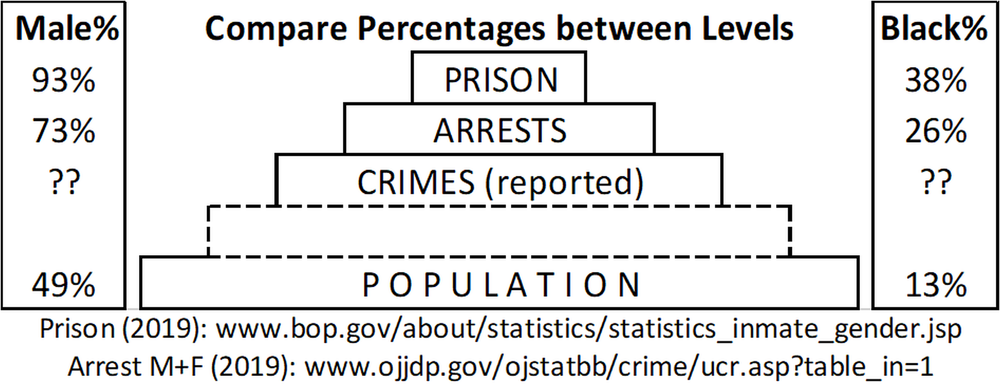 Male% Compare Percentages between Levels Black%
93% PRISON 38%
73% ARRESTS 26%
?? CRIMES (reported) ??
49% POPULATION 13%
Prison (2019): www.bop.gov/about/statistics/statistics_inmate_gender.jsp
Arrest M+F (2019): www.ojjdp.gov/ojstatbb/crime/ucr.asp?table_in=1